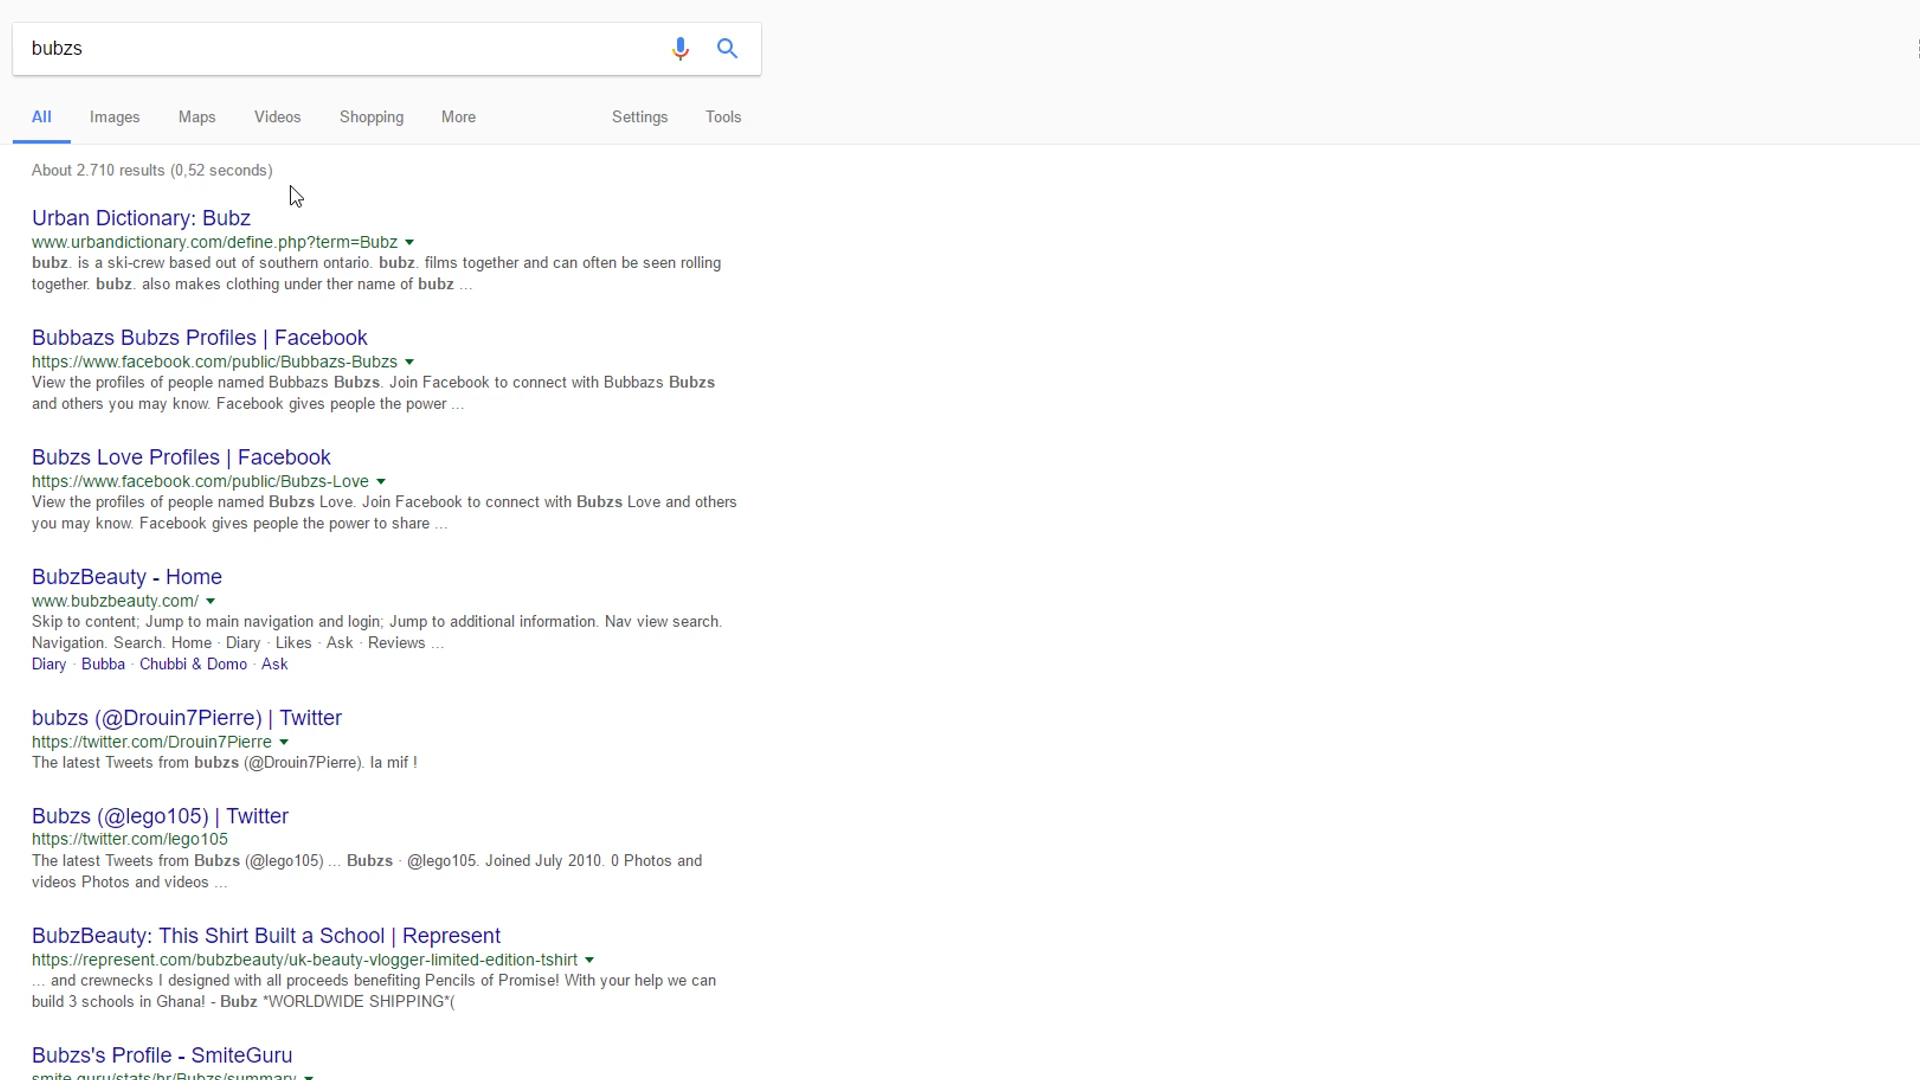 bubzs
All Images Maps Videos Shopping More Settings Tools
About 2.710 results (0,52 seconds)
Urban Dictionary: Bubz
www.urbandictionary.com/define.php?term=Bubz
bubz. is a ski-crew based out of southern ontario. bubz. films together and can often be seen rolling
together. bubz. also makes clothing under ther name of bubz ...
Bubbazs Bubzs Profiles | Facebook
https://www.facebook.com/public/Bubbazs-Bubzs
View the profiles of people named Bubbazs Bubzs. Join Facebook to connect with Bubbazs Bubzs
and others you may know. Facebook gives people the power ...
Bubzs Love Profiles | Facebook
https://www.facebook.com/public/Bubzs-Love
View the profiles of people named Bubzs Love. Join Facebook to connect with Bubzs Love and others
you may know. Facebook gives people the power to share ...
BubzBeauty - Home
www.bubzbeauty.com/
Skip to content; Jump to main navigation and login; Jump to additional information. Nav view search.
Navigation. Search. Home · Diary · Likes · Ask · Reviews ...
Diary · Bubba · Chubbi & Domo · Ask
bubzs (@Drouin7Pierre) | Twitter
https://twitter.com/Drouin7Pierre
The latest Tweets from bubzs (@Drouin7Pierre). la mif !
Bubzs (@lego105) | Twitter
https://twitter.com/lego105
The latest Tweets from Bubzs (@lego105) ... Bubzs · @lego105. Joined July 2010. 0 Photos and
videos Photos and videos ...
BubzBeauty: This Shirt Built a School | Represent
https://represent.com/bubzbeauty/uk-beauty-vlogger-limited-edition-tshirt
... and crewnecks I designed with all proceeds benefiting Pencils of Promise! With your help we can
build 3 schools in Ghana! - Bubz *WORLDWIDE SHIPPING*(
Bubzs's Profile - SmiteGuru
smite.guru/stats/hr/Bubzs/summary